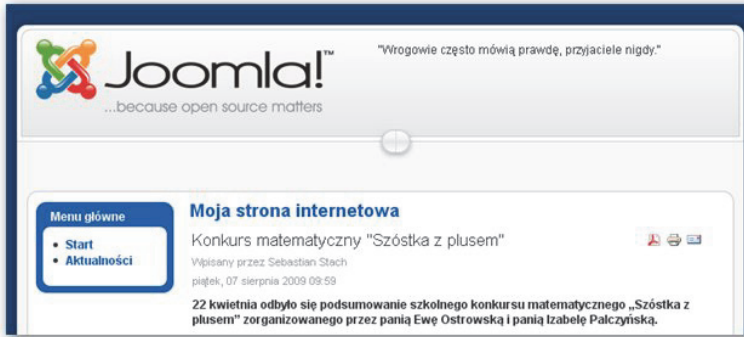 Joomla!™
...because open source matters
"Wrogowie często mówią prawdę, przyjaciele nigdy."
Menu główne
Start
Aktualności
Moja strona internetowa
Konkurs matematyczny "Szóstka z plusem"
Wpisany przez Sebastian Stach
piątek, 07 sierpnia 2009 09:59
22 kwietnia odbyło się podsumowanie szkolnego konkursu matematycznego „Szóstka z
plusem” zorganizowanego przez panią Ewę Ostrowską i panią Izabelę Palczyńską.